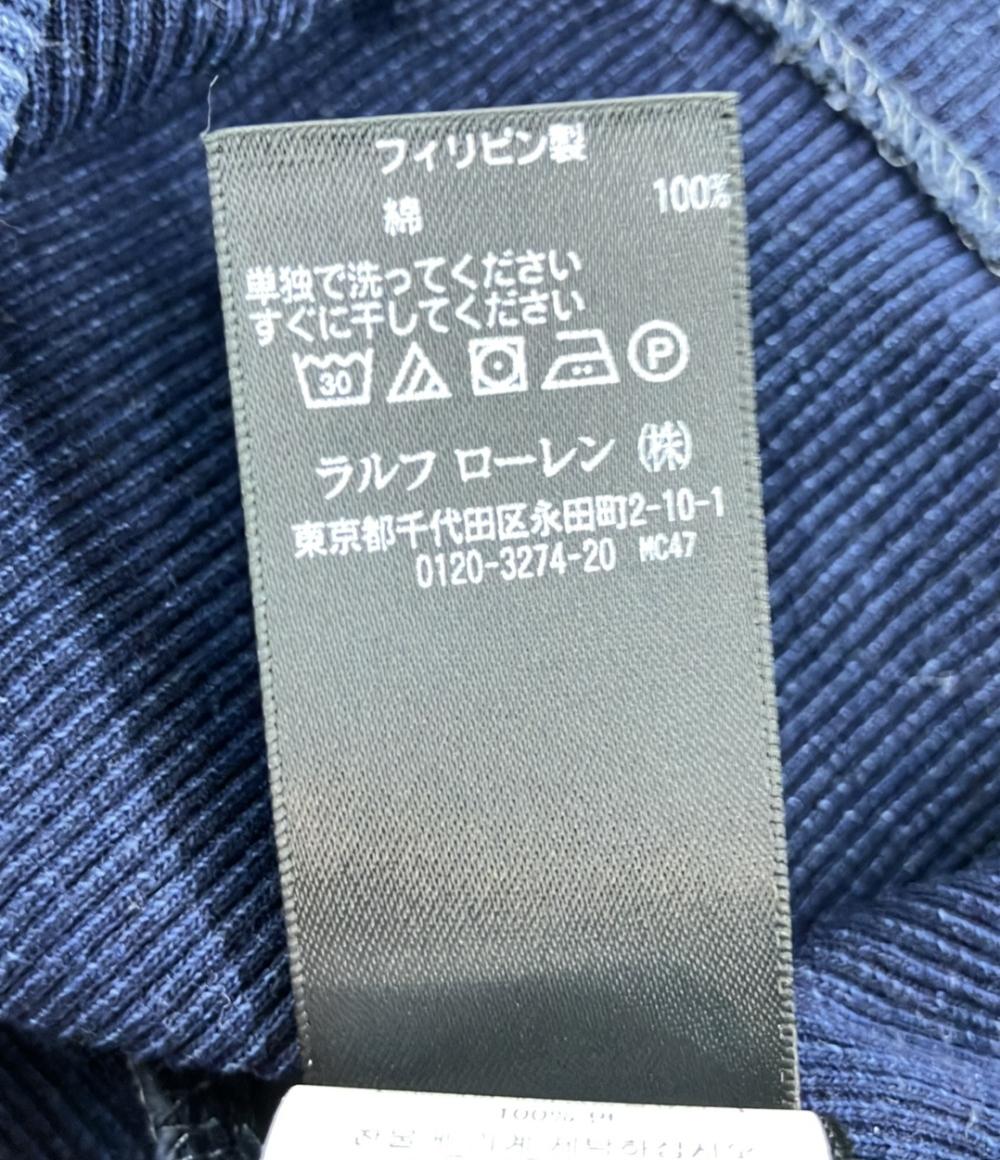 フィリピン製
綿 100%
単独で洗ってください
すぐに干してください
30 P
ラルフ ローレン (株)
東京都千代田区永田町2-10-1
0120-3274-20 MC47
100% 면